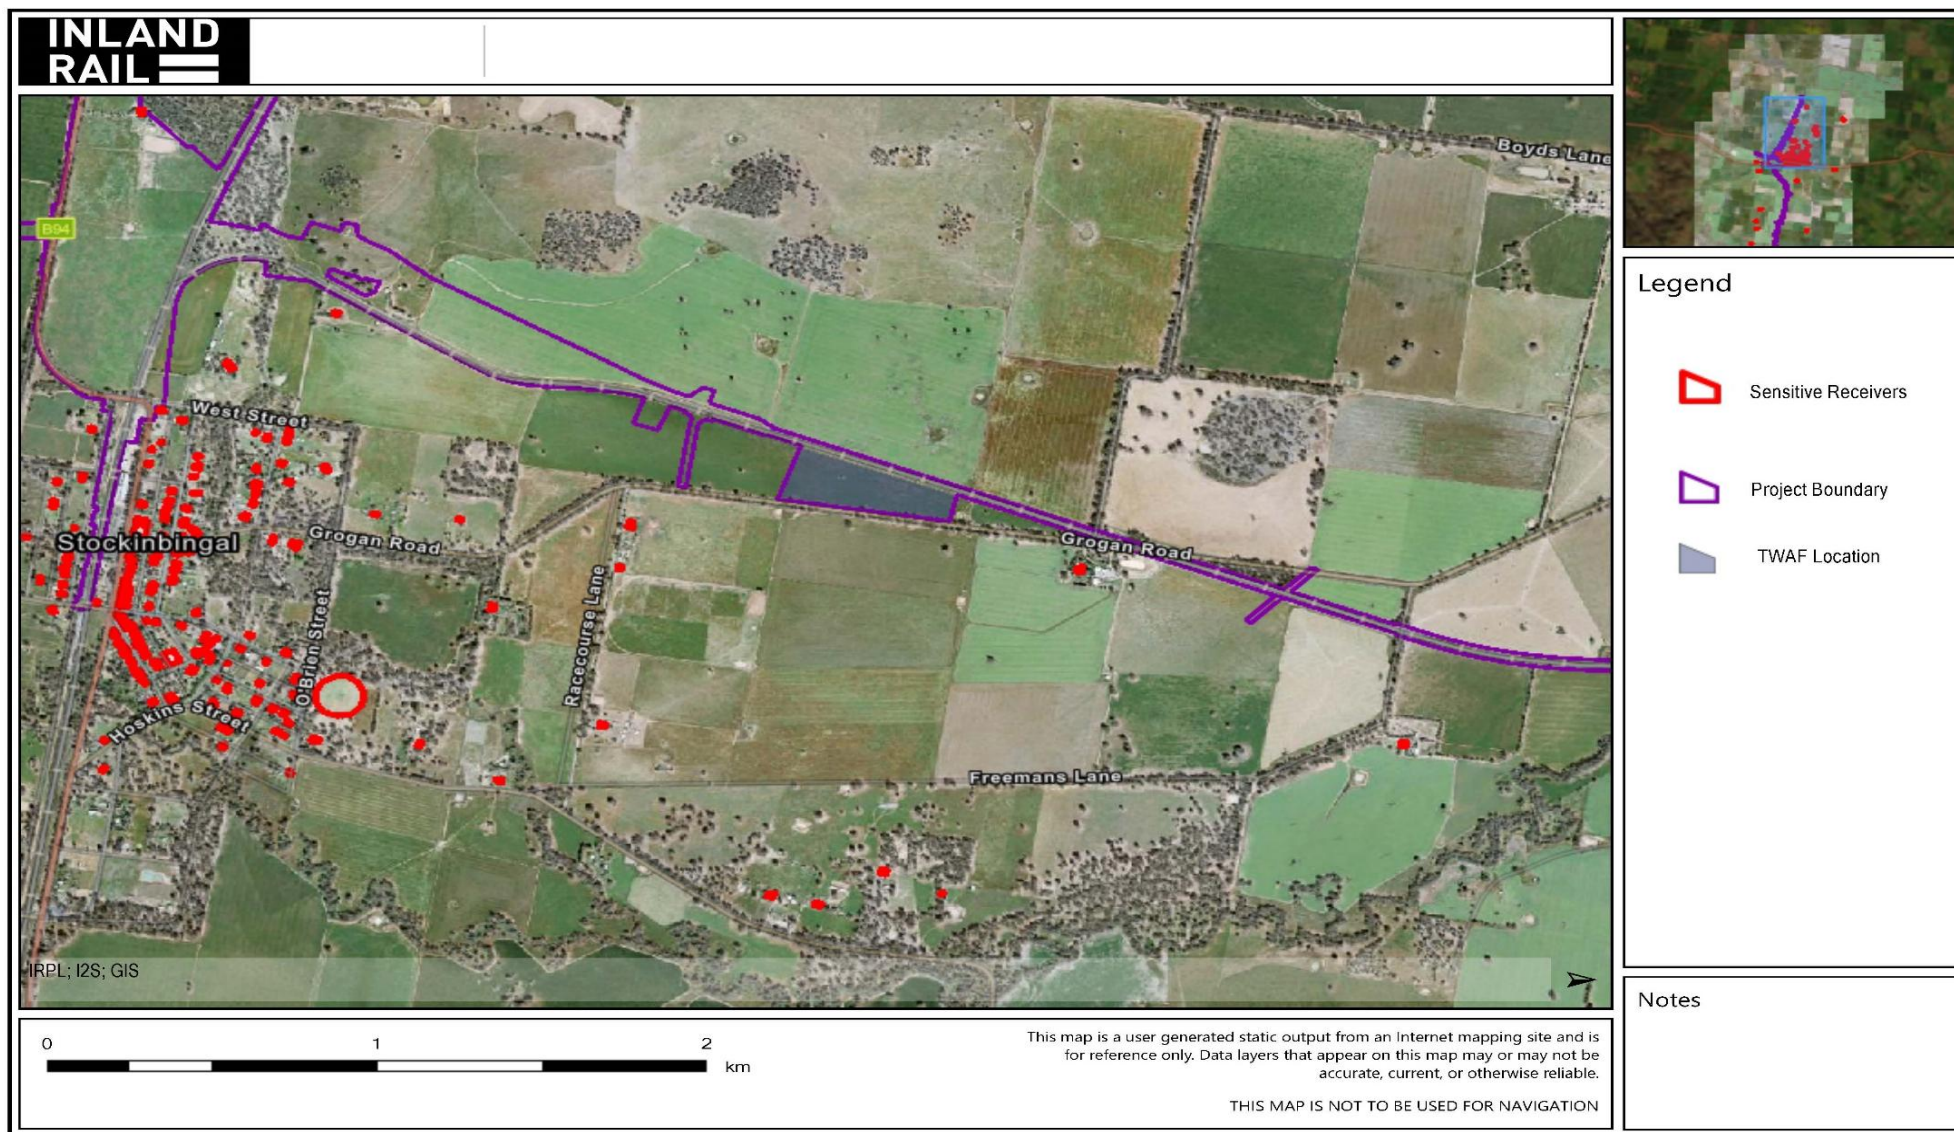 INLAND
RAIL
B94
Boyds Lane
West Street
Stockinbingal
Grogan Road
Grogan Road
O'Brien Street
Racecourse Lane
Hoskins Street
Freemans Lane
IRPL; I2S; GIS
Legend
Sensitive Receivers
Project Boundary
TWAF Location
Notes
0 1 2
km
This map is a user generated static output from an Internet mapping site and is
for reference only. Data layers that appear on this map may or may not be
accurate, current, or otherwise reliable.
THIS MAP IS NOT TO BE USED FOR NAVIGATION